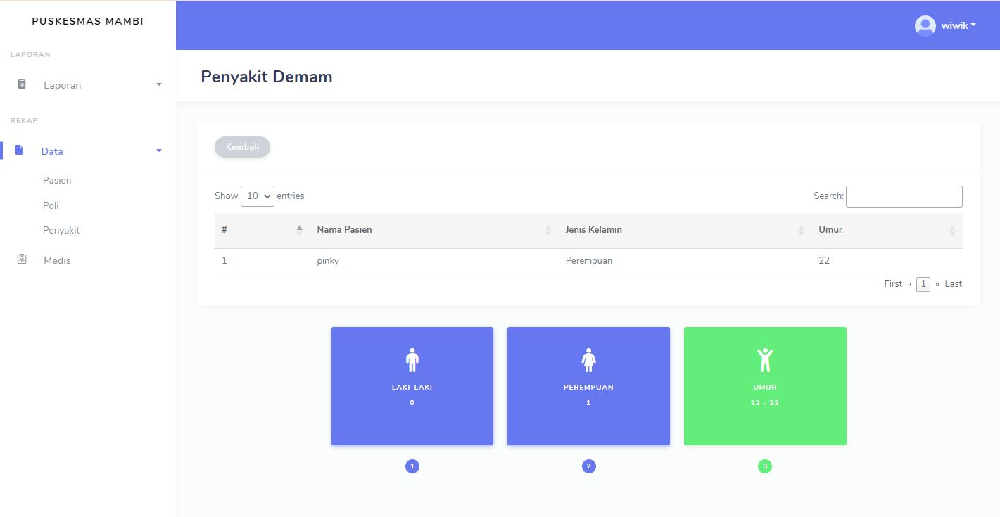 PUSKESMAS MAMBI
wiwik
LAPORAN
Laporan
REKAP
Data
Pasien
Poli
Penyakit
Medis
Penyakit Demam
Kembali
Show 10 entries
Search:
# Nama Pasien Jenis Kelamin Umur
1 pinky Perempuan 22
First « 1 » Last
LAKI-LAKI PEREMPUAN UMUR
0 1 22 - 22
1 2 3